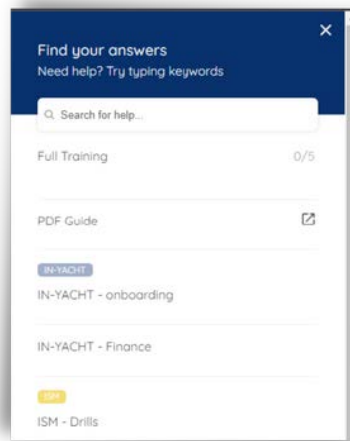 Find your answers
Need help? Try typing keywords
Search for help...
Full Training 0/5
PDF Guide
IN-YACHT
IN-YACHT - onboarding
IN-YACHT - Finance
ISM
ISM - Drills